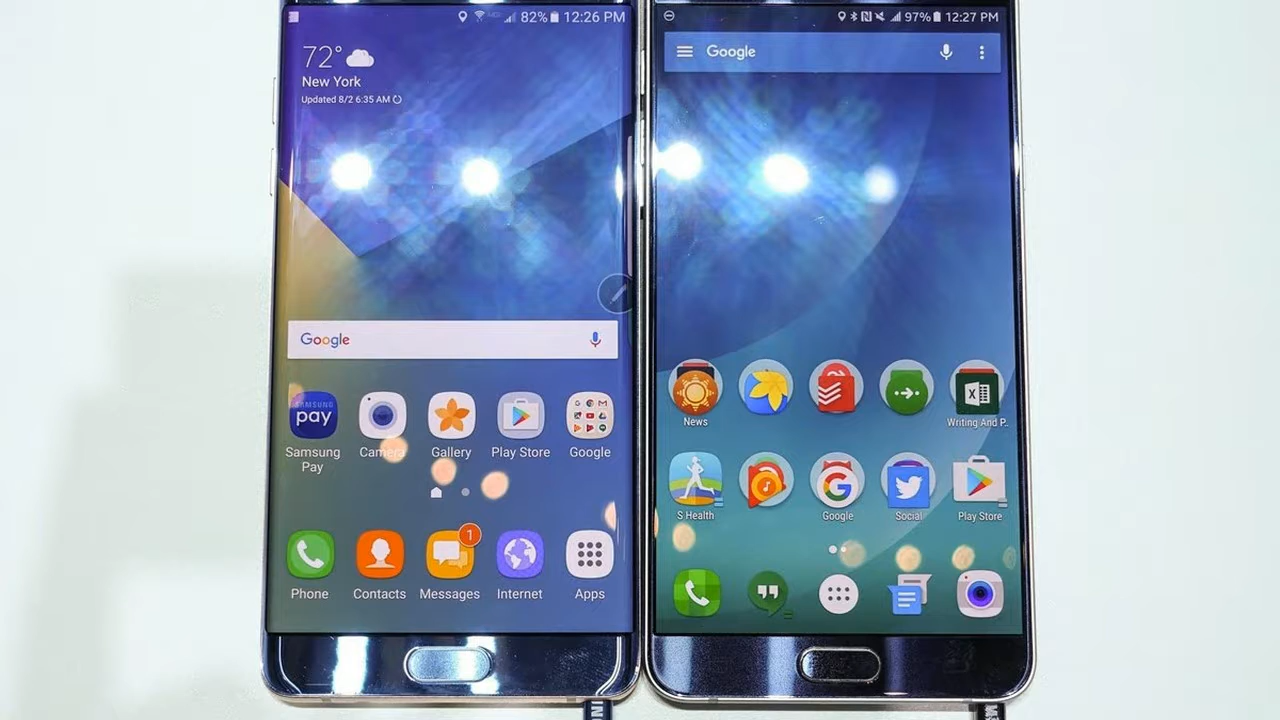 82% 12:26 PM
72°
New York
Updated 8/2 6:35 AM
Google
SAMSUNG
pay
Samsung
Pay
Camera
Gallery
Play Store
Google
1
Phone
Contacts
Messages
Internet
Apps
97% 12:27 PM
Google
News
Writing And P..
S Health
Google
Social
Play Store